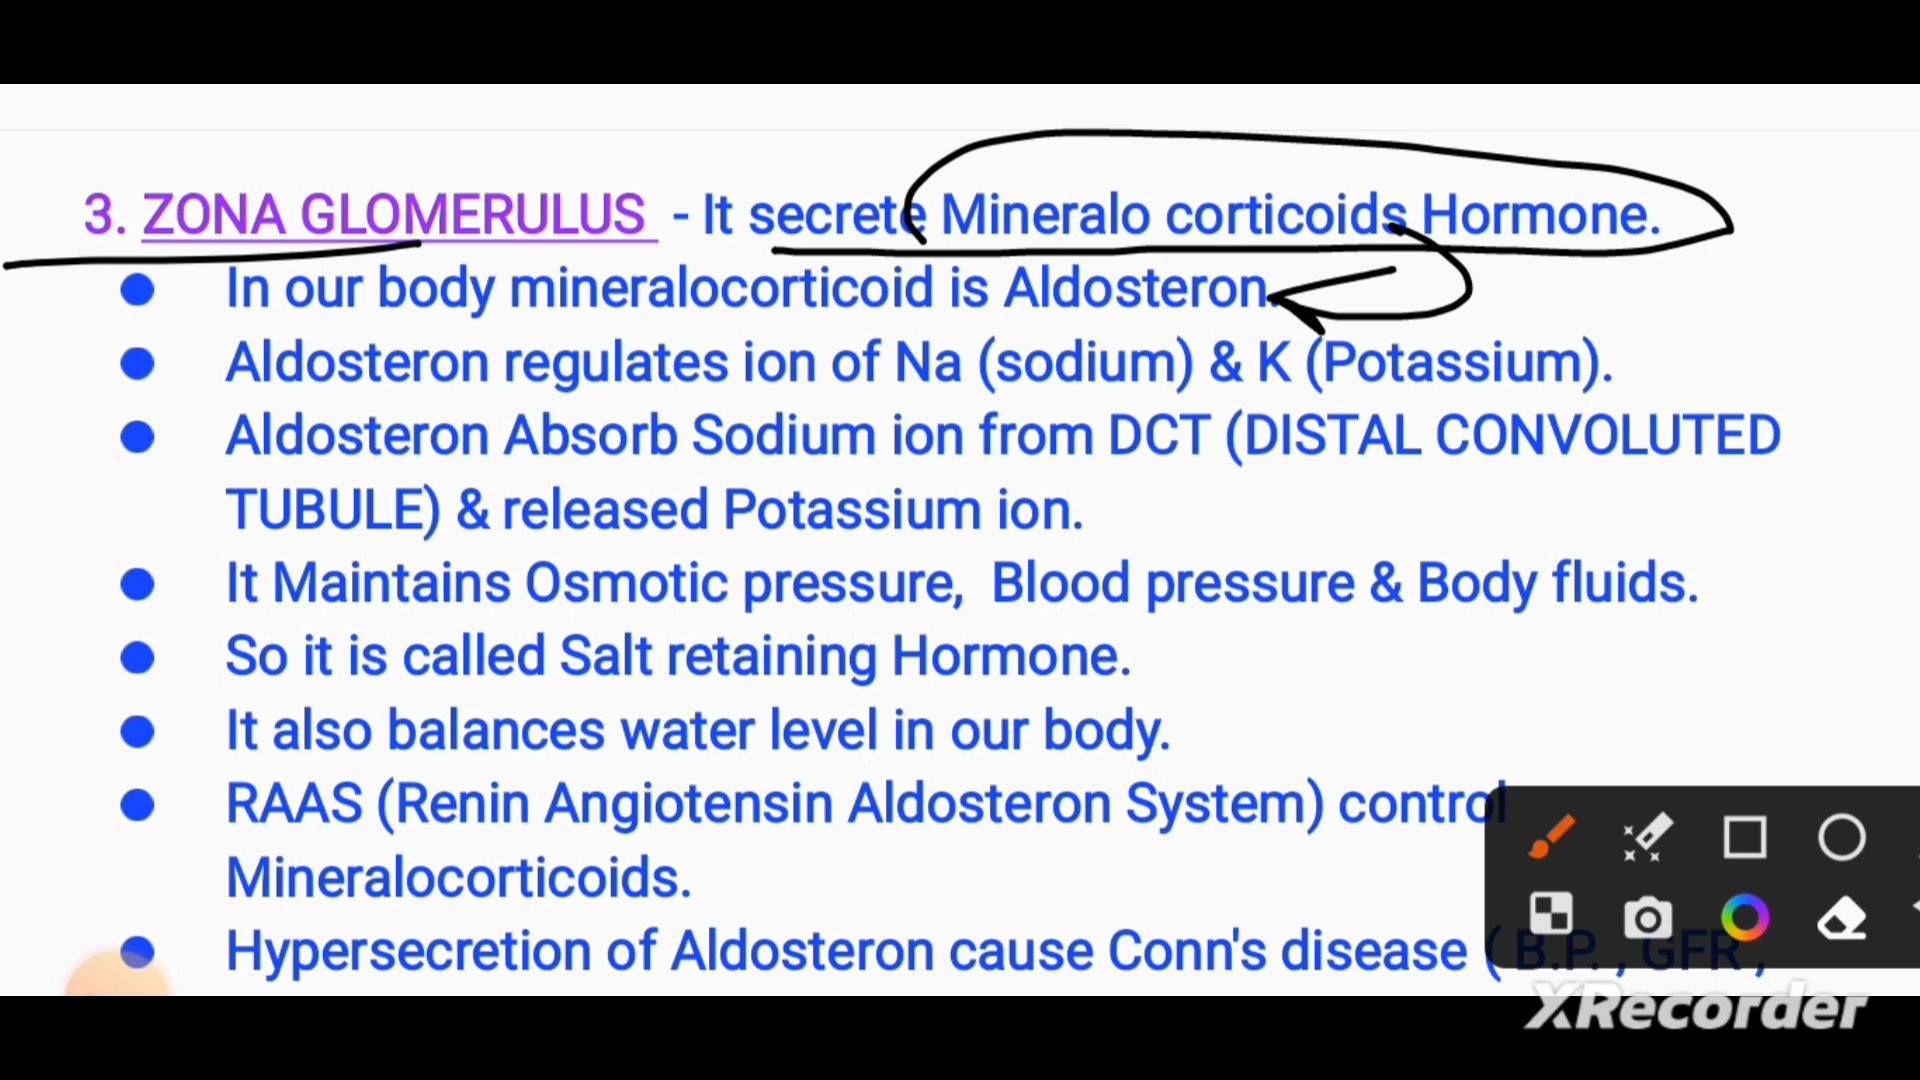 3. ZONA GLOMERULUS - It secrete Mineralo corticoids Hormone.
● In our body mineralocorticoid is Aldosteron.
● Aldosteron regulates ion of Na (sodium) & K (Potassium).
● Aldosteron Absorb Sodium ion from DCT (DISTAL CONVOLUTED
TUBULE) & released Potassium ion.
● It Maintains Osmotic pressure, Blood pressure & Body fluids.
● So it is called Salt retaining Hormone.
● It also balances water level in our body.
● RAAS (Renin Angiotensin Aldosteron System) control
Mineralocorticoids.
● Hypersecretion of Aldosteron cause Conn's disease ( B.P. , GFR ,
XRecorder